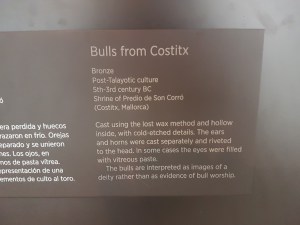 Bulls from Costitx
Bronze
Post-Talayotic culture
5th-3rd century BC
Shrine of Predio de Son Corró
(Costitx, Mallorca)
Cast using the lost wax method and hollow
inside, with cold-etched details. The ears
and horns were cast separately and riveted
to the head. In some cases the eyes were filled
with vitreous paste.
The bulls are interpreted as images of a
deity rather than as evidence of bull worship.
era perdida y huecos
razaron en frío. Orejas
eparado y se unieron
nes. Los ojos, en
nos de pasta vítrea.
epresentación de una
ementos de culto al toro.